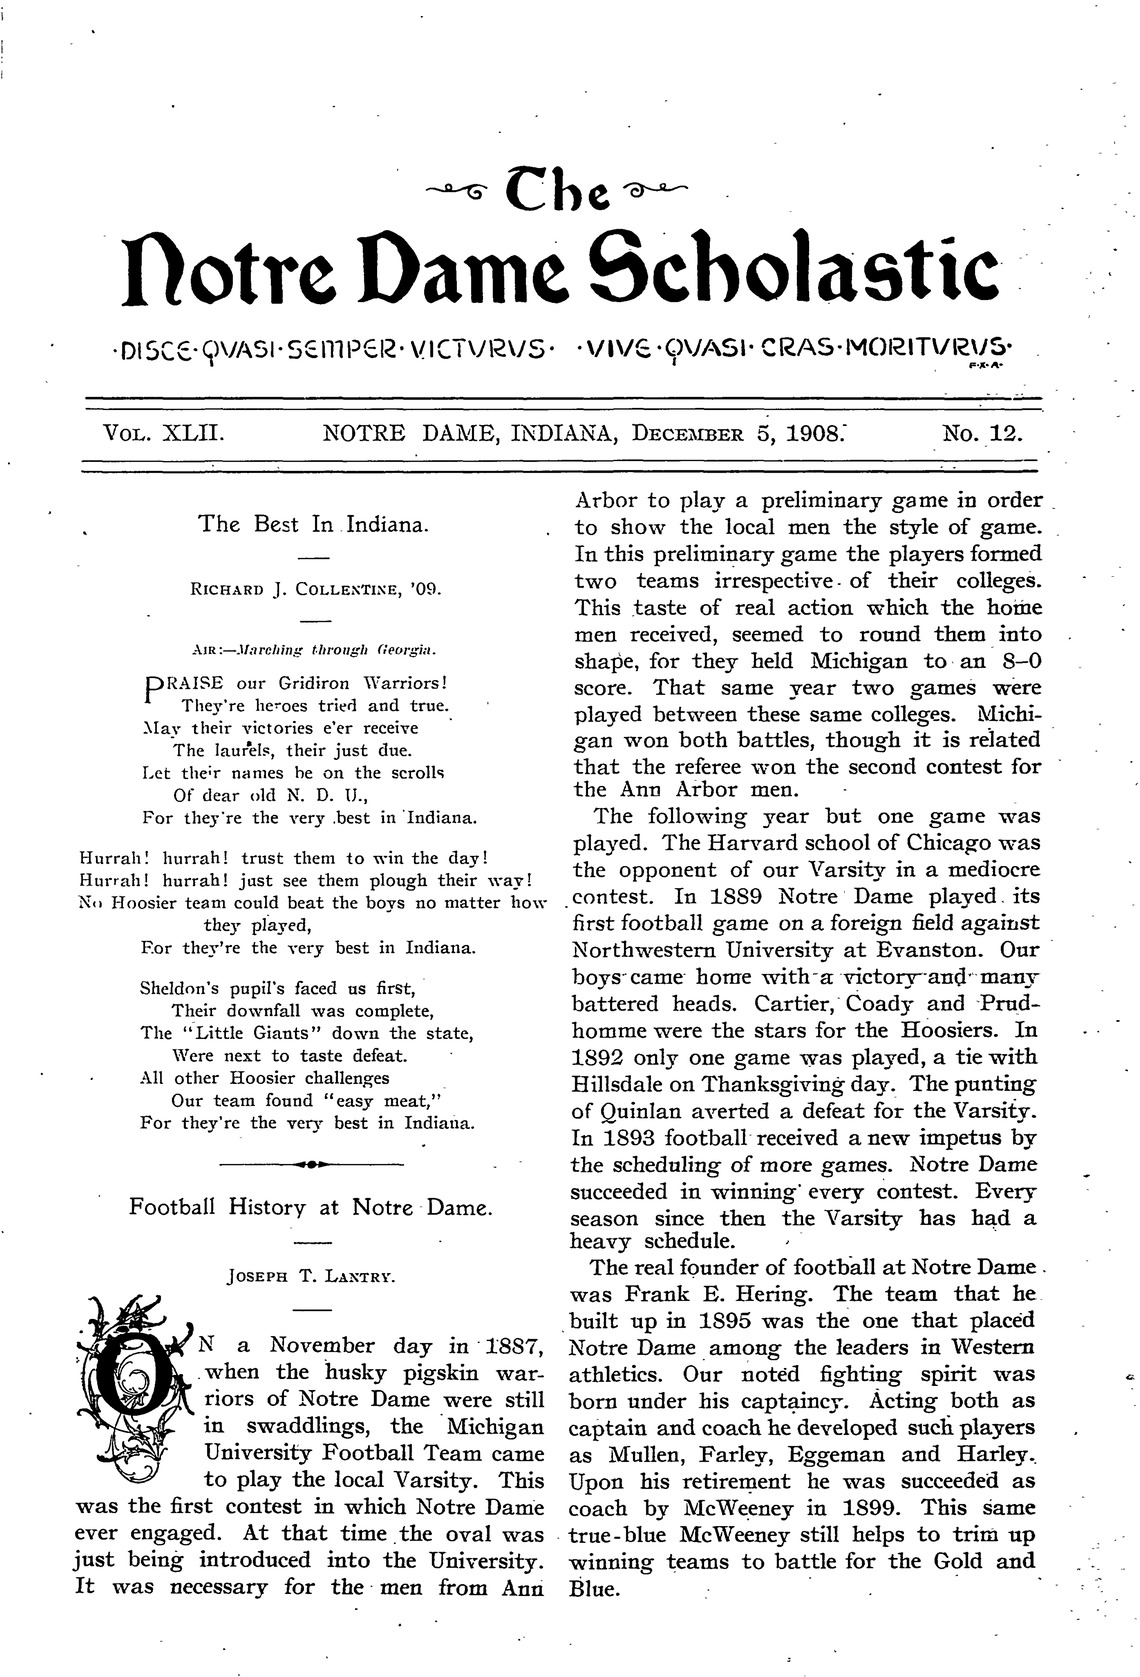 The
Notre Dame Scholastic
·DISCE·QVASI·SEMPER·VICTVRVS· ·VIVE·QVASI·CRAS·MORITVRVS·
F·X·A·
VOL. XLII. NOTRE DAME, INDIANA, DECEMBER 5, 1908. No. 12.
The Best In Indiana.
RICHARD J. COLLENTINE, '09.
AIR:—Marching through Georgia.
PRAISE our Gridiron Warriors!
They're heroes tried and true.
May their victories e'er receive
The laurels, their just due.
Let their names be on the scrolls
Of dear old N. D. U.,
For they're the very best in Indiana.
Hurrah! hurrah! trust them to win the day!
Hurrah! hurrah! just see them plough their way!
No Hoosier team could beat the boys no matter how
they played,
For they're the very best in Indiana.
Sheldon's pupil's faced us first,
Their downfall was complete,
The "Little Giants" down the state,
Were next to taste defeat.
All other Hoosier challenges
Our team found "easy meat,"
For they're the very best in Indiana.
Football History at Notre Dame.
JOSEPH T. LANTRY.
ON a November day in 1887,
when the husky pigskin war-
riors of Notre Dame were still
in swaddlings, the Michigan
University Football Team came
to play the local Varsity. This
was the first contest in which Notre Dame
ever engaged. At that time the oval was
just being introduced into the University.
It was necessary for the men from Ann
Arbor to play a preliminary game in order
to show the local men the style of game.
In this preliminary game the players formed
two teams irrespective of their colleges.
This taste of real action which the home
men received, seemed to round them into
shape, for they held Michigan to an 8–0
score. That same year two games were
played between these same colleges. Michi-
gan won both battles, though it is related
that the referee won the second contest for
the Ann Arbor men.
The following year but one game was
played. The Harvard school of Chicago was
the opponent of our Varsity in a mediocre
contest. In 1889 Notre Dame played its
first football game on a foreign field against
Northwestern University at Evanston. Our
boys came home with a victory and many
battered heads. Cartier, Coady and Prud-
homme were the stars for the Hoosiers. In
1892 only one game was played, a tie with
Hillsdale on Thanksgiving day. The punting
of Quinlan averted a defeat for the Varsity.
In 1893 football received a new impetus by
the scheduling of more games. Notre Dame
succeeded in winning every contest. Every
season since then the Varsity has had a
heavy schedule.
The real founder of football at Notre Dame
was Frank E. Hering. The team that he
built up in 1895 was the one that placed
Notre Dame among the leaders in Western
athletics. Our noted fighting spirit was
born under his captaincy. Acting both as
captain and coach he developed such players
as Mullen, Farley, Eggeman and Harley.
Upon his retirement he was succeeded as
coach by McWeeney in 1899. This same
true-blue McWeeney still helps to trim up
winning teams to battle for the Gold and
Blue.